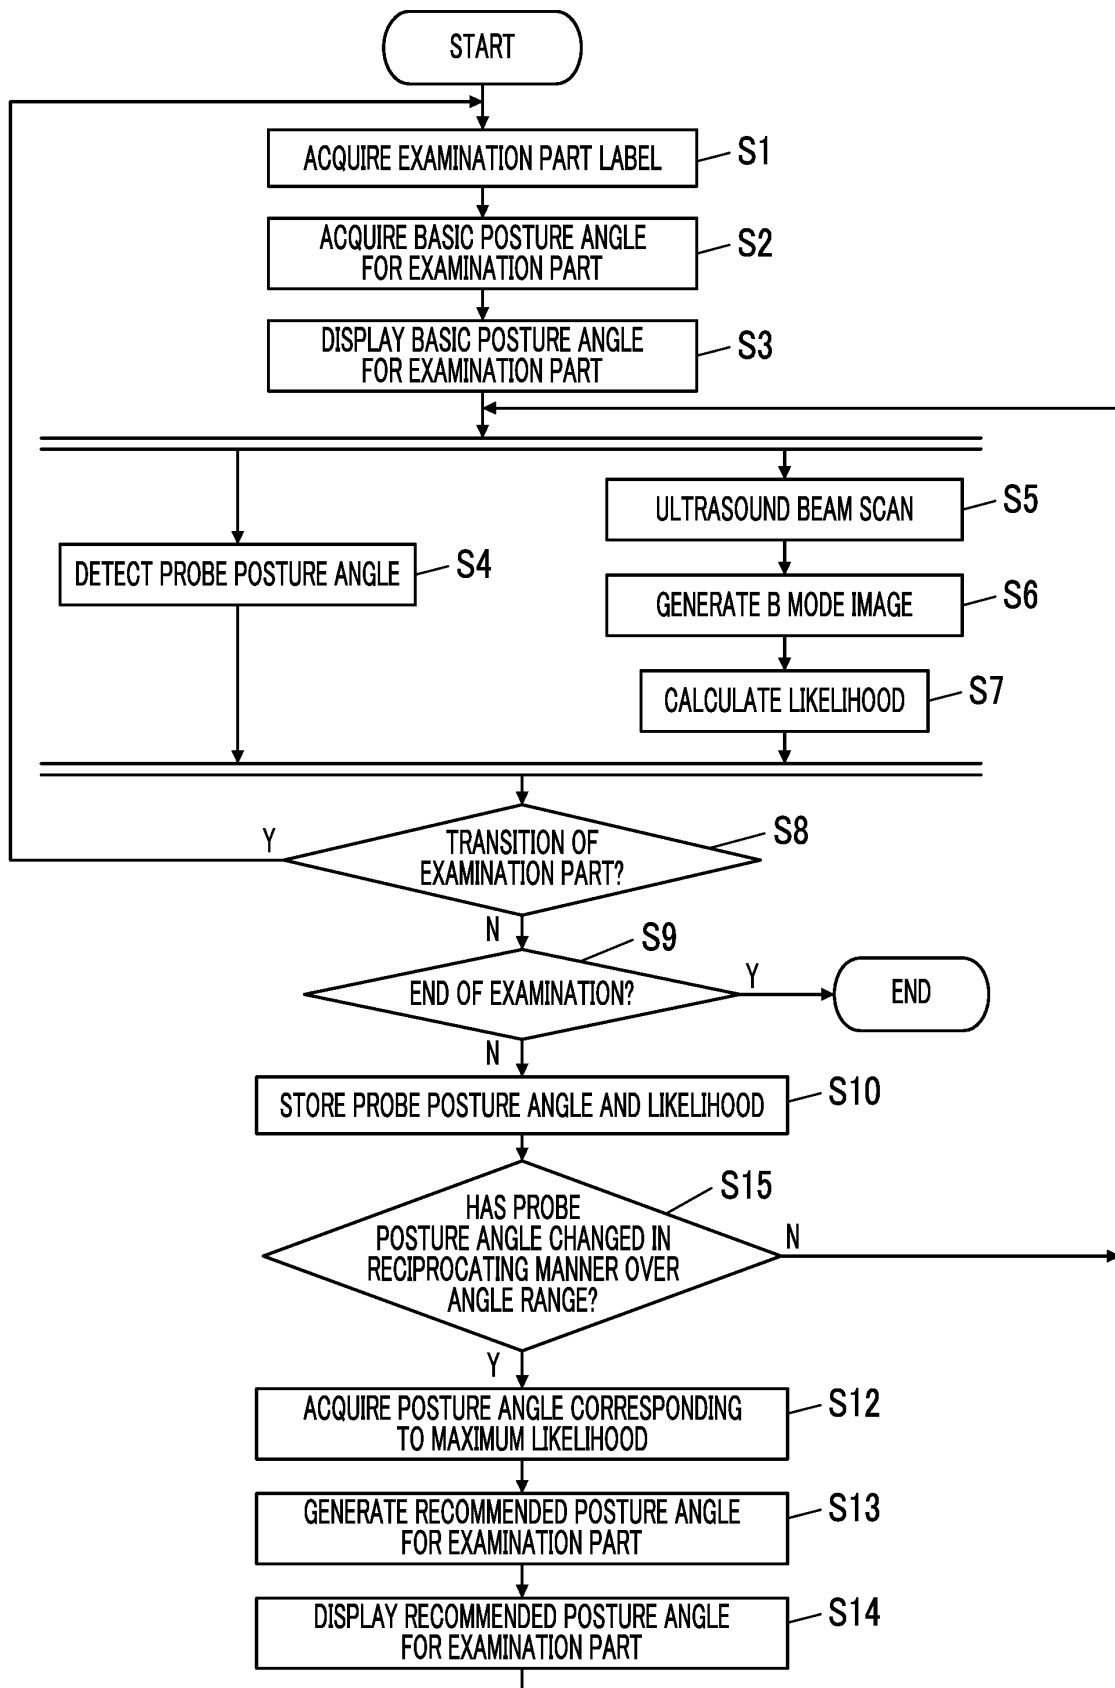 START
ACQUIRE EXAMINATION PART LABEL
S1
ACQUIRE BASIC POSTURE ANGLE
FOR EXAMINATION PART
S2
DISPLAY BASIC POSTURE ANGLE
FOR EXAMINATION PART
S3
DETECT PROBE POSTURE ANGLE
S4
ULTRASOUND BEAM SCAN
S5
GENERATE B MODE IMAGE
S6
CALCULATE LIKELIHOOD
S7
Y
TRANSITION OF
EXAMINATION PART?
S8
N
END OF EXAMINATION?
S9
Y
END
N
STORE PROBE POSTURE ANGLE AND LIKELIHOOD
S10
HAS PROBE
POSTURE ANGLE CHANGED IN
RECIPROCATING MANNER OVER
ANGLE RANGE?
S15
N
Y
ACQUIRE POSTURE ANGLE CORRESPONDING
TO MAXIMUM LIKELIHOOD
S12
GENERATE RECOMMENDED POSTURE ANGLE
FOR EXAMINATION PART
S13
DISPLAY RECOMMENDED POSTURE ANGLE
FOR EXAMINATION PART
S14